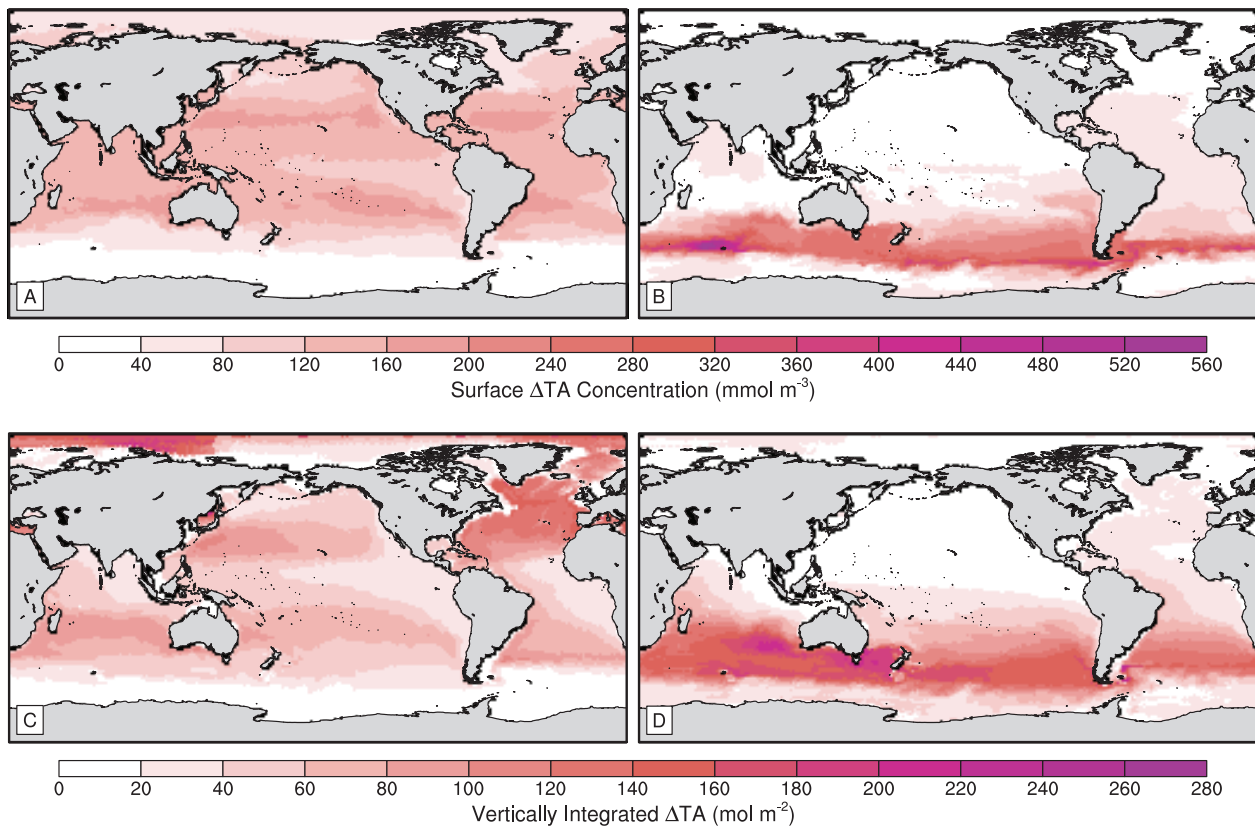 A
B
0 40 80 120 160 200 240 280 320 360 400 440 480 520 560
Surface ΔTA Concentration (mmol m⁻³)
C
D
0 20 40 60 80 100 120 140 160 180 200 220 240 260 280
Vertically Integrated ΔTA (mol m⁻²)